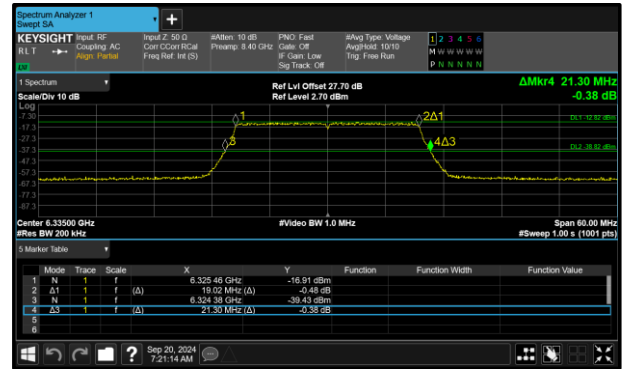 Spectrum Analyzer 1
Swept SA
+
KEYSIGHT Input: RF Input Z: 50 Ω #Atten: 10 dB PNO: Fast #Avg Type: Voltage 1 2 3 4 5 6
RLT Coupling: AC Corr CCorr RCal Preamp: 8.40 GHz Gate: Off Avg|Hold: 10/10 M W W W W W
Align: Partial Freq Ref: Int (S) IF Gain: Low Trig: Free Run P N N N N N
Sig Track: Off
1 Spectrum Ref Lvl Offset 27.70 dB ΔMkr4 21.30 MHz
Scale/Div 10 dB Ref Level 2.70 dBm -0.38 dB
Log
-7.30
-17.3
-27.3
-37.3
-47.3
-57.3
-67.3
-77.3
-87.3
1
2Δ1
3
4Δ3
DL1 -12.82 dBm
DL2 -38.82 dBm
Center 6.33500 GHz #Video BW 1.0 MHz Span 60.00 MHz
#Res BW 200 kHz #Sweep 1.00 s (1001 pts)
5 Marker Table
Mode Trace Scale X Y Function Function Width Function Value
1 N 1 f 6.325 46 GHz -16.91 dBm
2 Δ1 1 f (Δ) 19.02 MHz (Δ) -0.48 dB
3 N 1 f 6.324 38 GHz -39.43 dBm
4 Δ3 1 f (Δ) 21.30 MHz (Δ) -0.38 dB
5
6
? Sep 20, 2024
7:21:14 AM